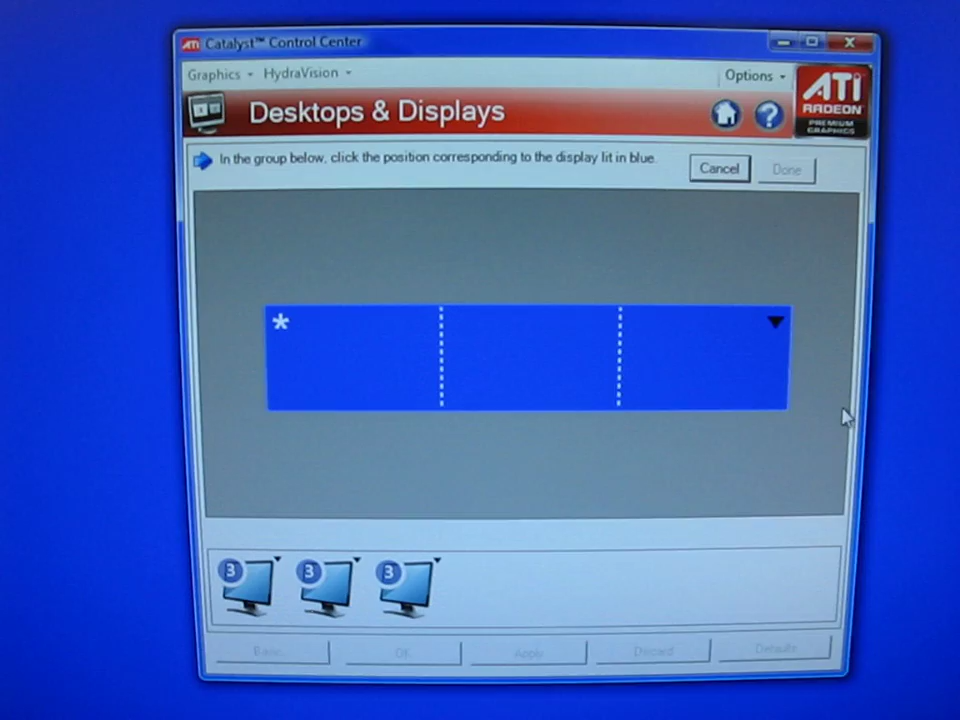 ATI Catalyst™ Control Center
Graphics HydraVision Options
ATI
RADEON
PREMIUM
GRAPHICS
Desktops & Displays
?
In the group below, click the position corresponding to the display lit in blue.
Cancel Done
*
3 3 3
Basic... OK Apply Discard Defaults